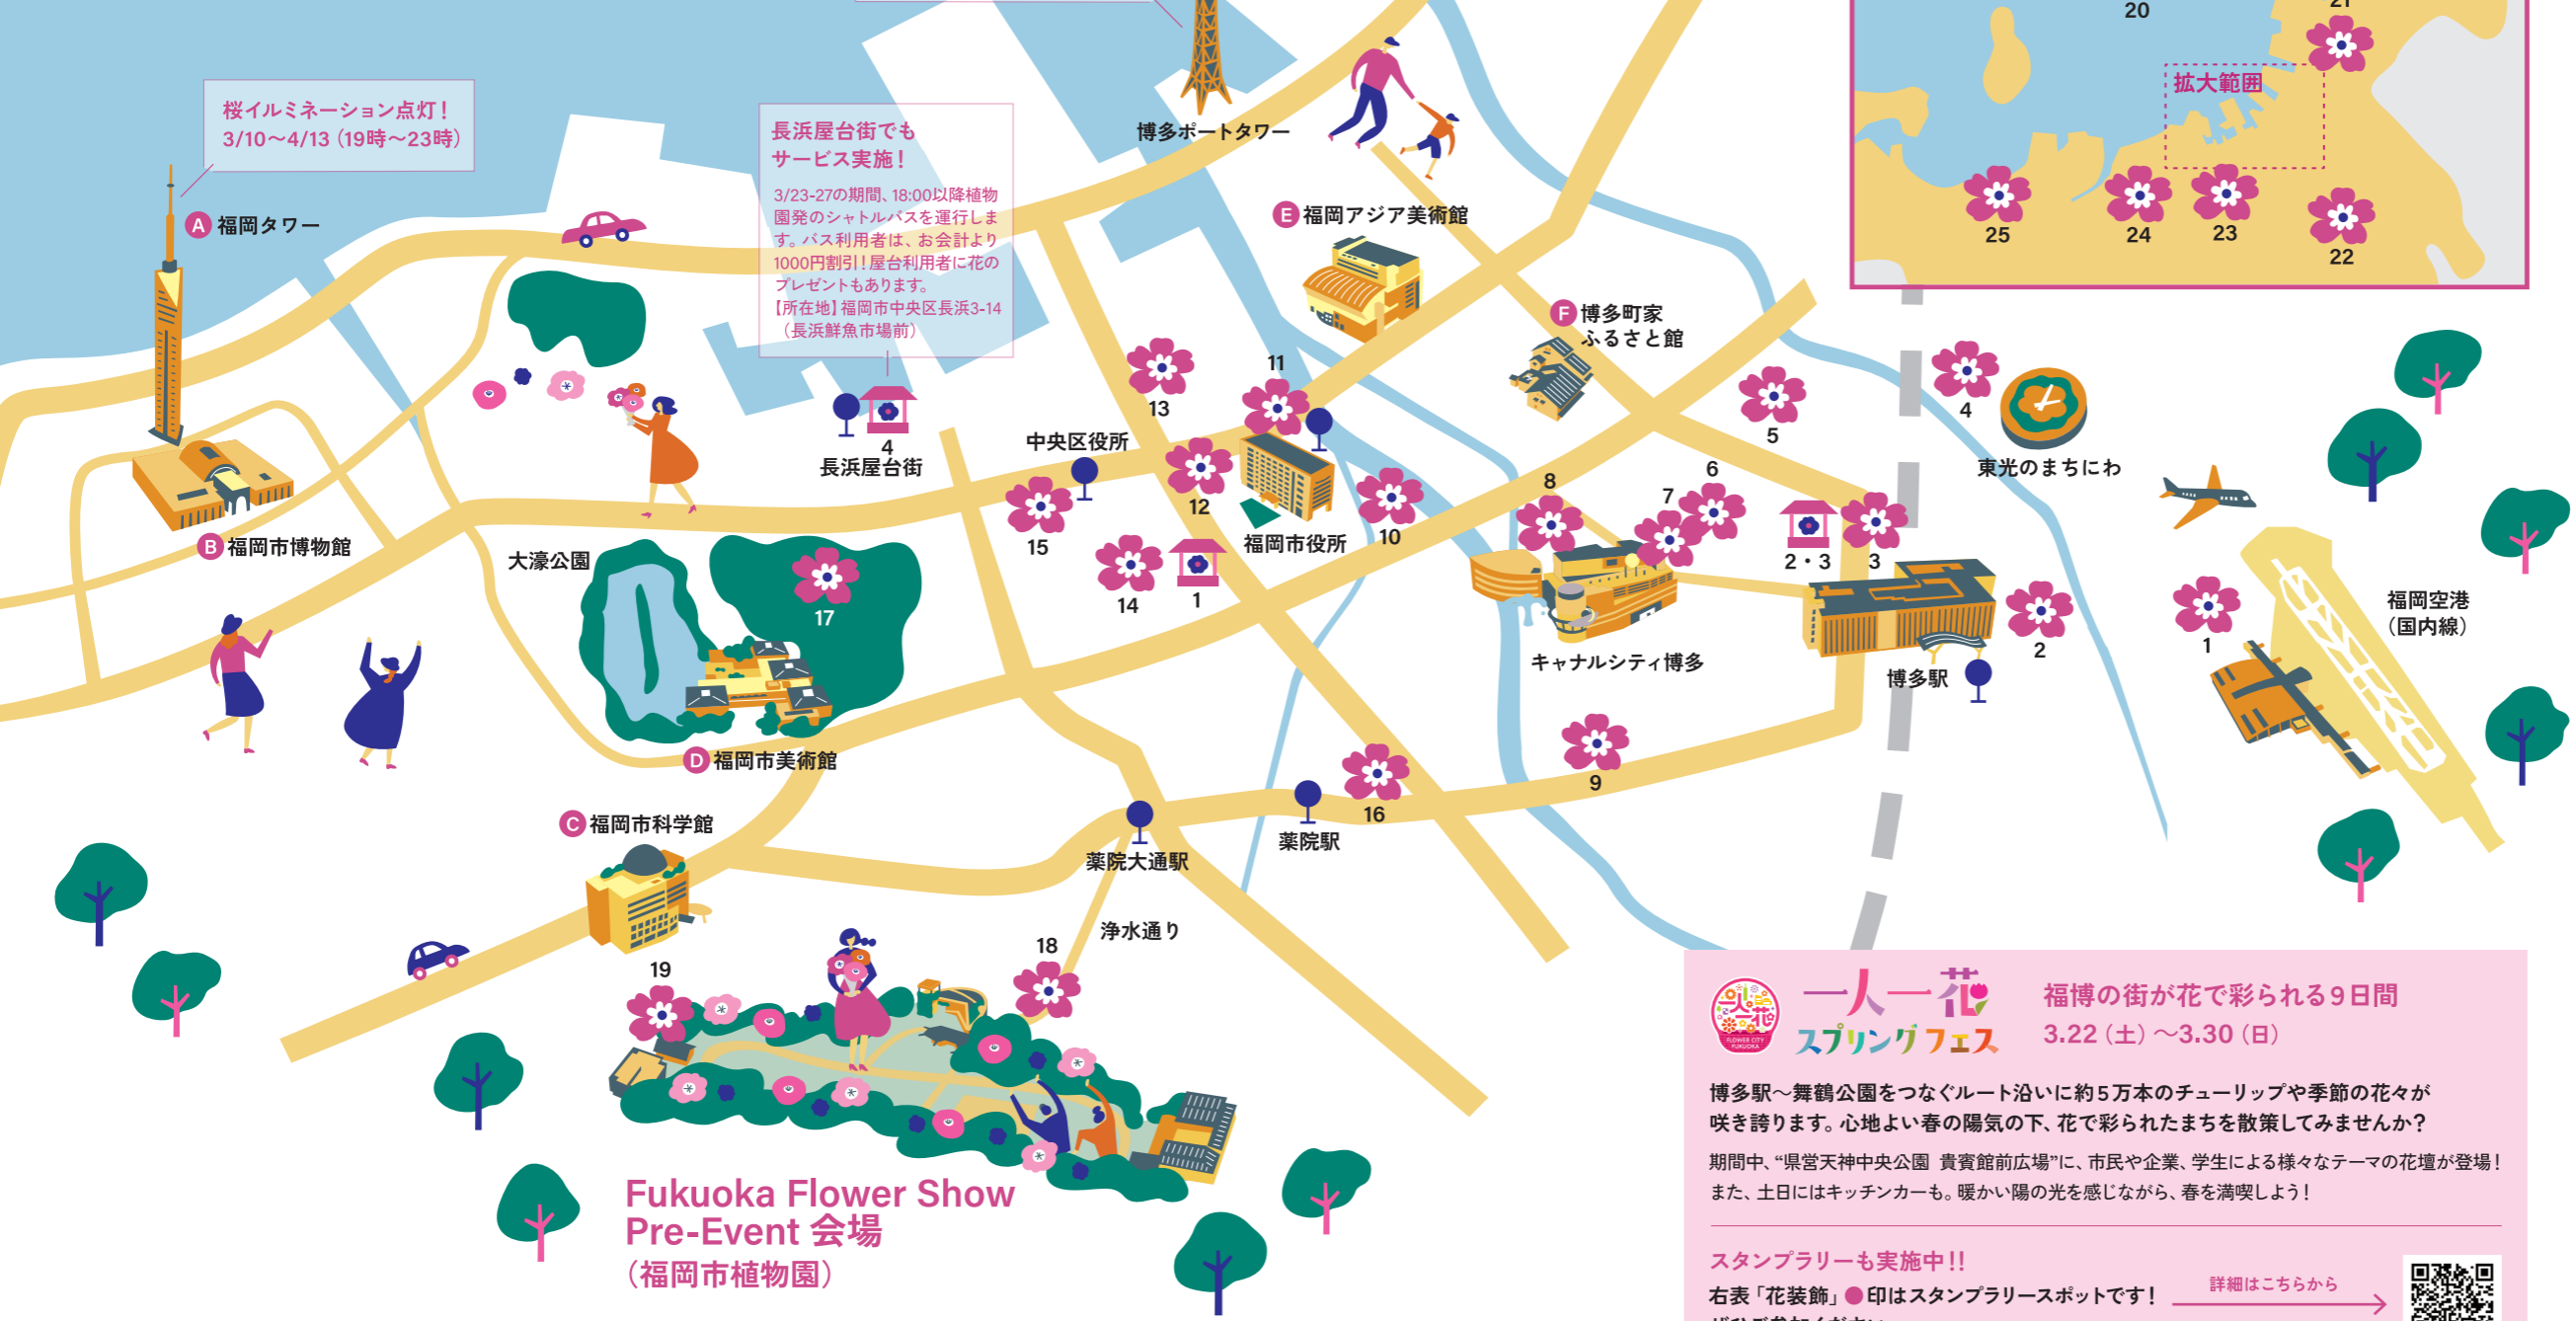 桜イルミネーション点灯！
3/10〜4/13（19時〜23時）
A 福岡タワー
B 福岡市博物館
長浜屋台街でも
サービス実施！
3/23-27の期間、18:00以降植物
園発のシャトルバスを運行しま
す。バス利用者は、お会計より
1000円割引！屋台利用者に花の
プレゼントもあります。
【所在地】福岡市中央区長浜3-14
（長浜鮮魚市場前）
4
長浜屋台街
博多ポートタワー
E 福岡アジア美術館
F 博多町家
ふるさと館
20
21
拡大範囲
25
24
23
22
13
11
中央区役所
12
15
14
1
福岡市役所
10
8
7
6
5
4
東光のまちにわ
2・3
3
キャナルシティ博多
博多駅
2
1
福岡空港
（国内線）
大濠公園
17
D 福岡市美術館
C 福岡市科学館
薬院大通駅
薬院駅
16
9
浄水通り
18
19
Fukuoka Flower Show
Pre-Event 会場
（福岡市植物園）
一人一花
FLOWER CITY
FUKUOKA
一人一花
スプリングフェス
福博の街が花で彩られる9日間
3.22（土）〜3.30（日）
博多駅〜舞鶴公園をつなぐルート沿いに約5万本のチューリップや季節の花々が
咲き誇ります。心地よい春の陽気の下、花で彩られたまちを散策してみませんか？
期間中、“県営天神中央公園 貴賓館前広場”に、市民や企業、学生による様々なテーマの花壇が登場！
また、土日にはキッチンカーも。暖かい陽の光を感じながら、春を満喫しよう！
スタンプラリーも実施中！！
右表「花装飾」●印はスタンプラリースポットです！
詳細はこちらから